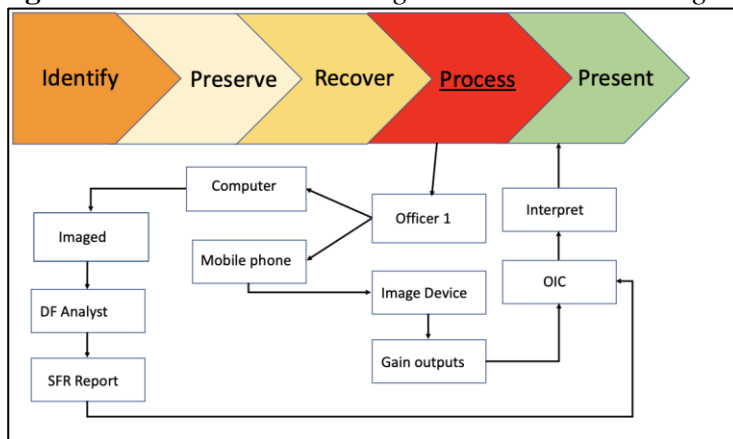 Identify
Preserve
Recover
Process
Present
Computer
Officer 1
Interpret
Imaged
Mobile phone
Image Device
OIC
DF Analyst
Gain outputs
SFR Report